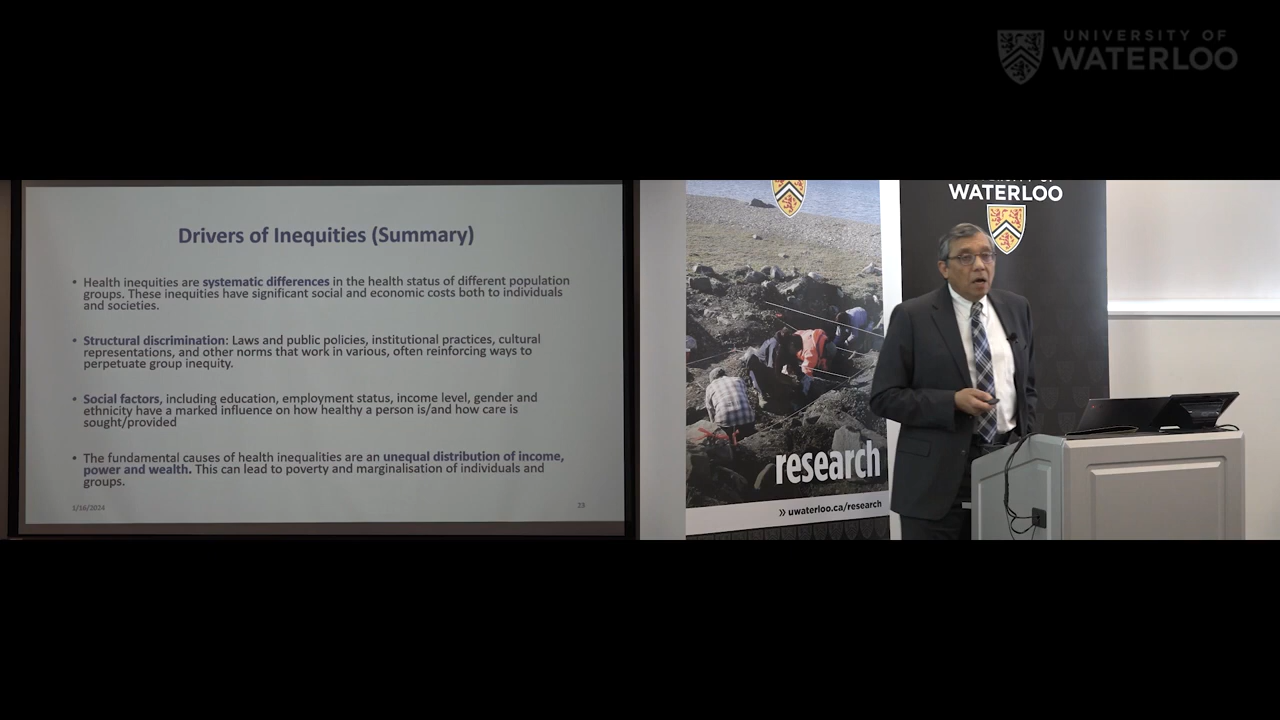 UNIVERSITY OF
WATERLOO
Drivers of Inequities (Summary)
• Health inequities are systematic differences in the health status of different population
groups. These inequities have significant social and economic costs both to individuals
and societies.
• Structural discrimination: Laws and public policies, institutional practices, cultural
representations, and other norms that work in various, often reinforcing ways to
perpetuate group inequity.
• Social factors, including education, employment status, income level, gender and
ethnicity have a marked influence on how healthy a person is/and how care is
sought/provided
• The fundamental causes of health inequalities are an unequal distribution of income,
power and wealth. This can lead to poverty and marginalisation of individuals and
groups.
1/16/2024
23
research
» uwaterloo.ca/research
UNIVERSITY OF
WATERLOO